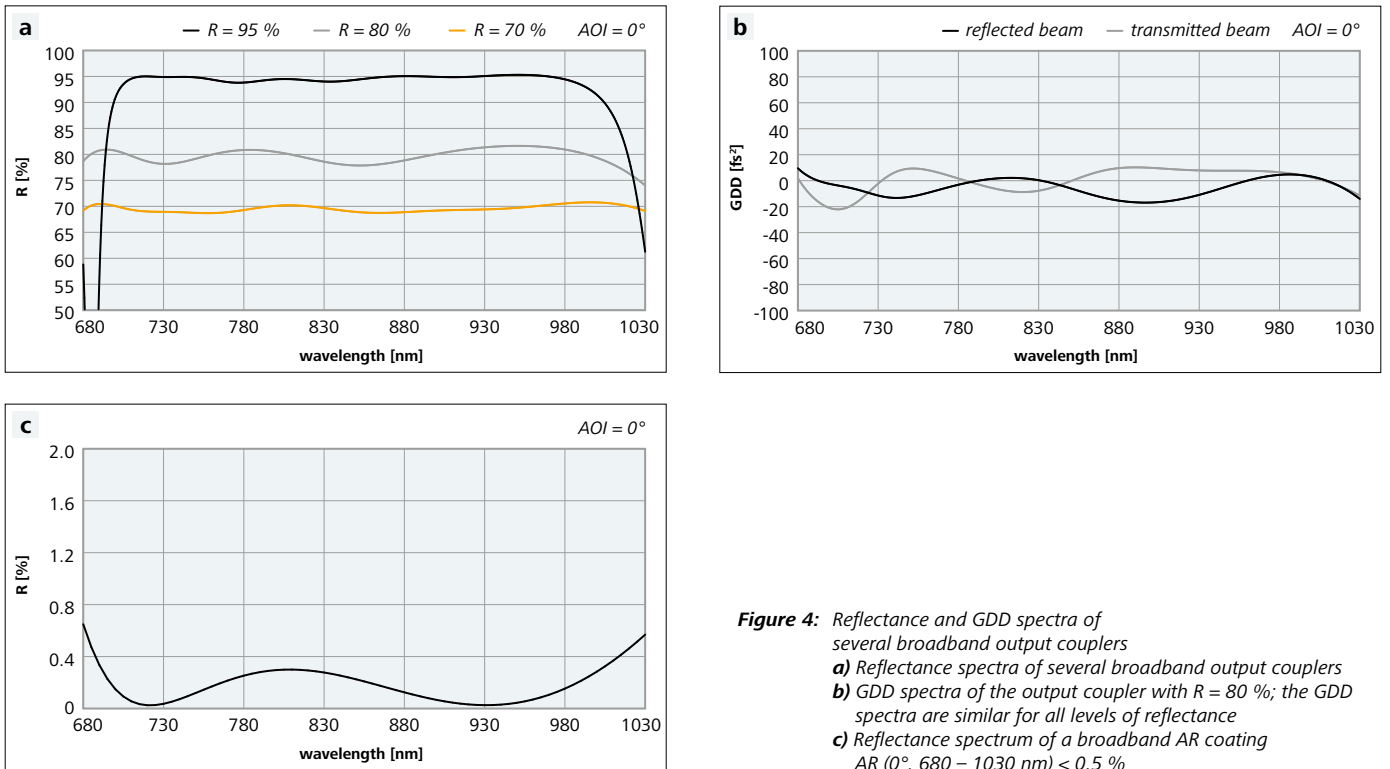 a — R = 95 % — R = 80 % — R = 70 % AOI = 0°
100
95
90
85
80
75
70
65
60
55
50
R [%]
680 730 780 830 880 930 980 1030
wavelength [nm]
b — reflected beam — transmitted beam AOI = 0°
100
80
60
40
20
0
-20
-40
-60
-80
-100
GDD [fs²]
680 730 780 830 880 930 980 1030
wavelength [nm]
c AOI = 0°
2.0
1.6
1.2
0.8
0.4
0
R [%]
680 730 780 830 880 930 980 1030
wavelength [nm]
Figure 4: Reflectance and GDD spectra of
several broadband output couplers
a) Reflectance spectra of several broadband output couplers
b) GDD spectra of the output coupler with R = 80 %; the GDD
spectra are similar for all levels of reflectance
c) Reflectance spectrum of a broadband AR coating
AR (0°, 680 – 1030 nm) < 0.5 %